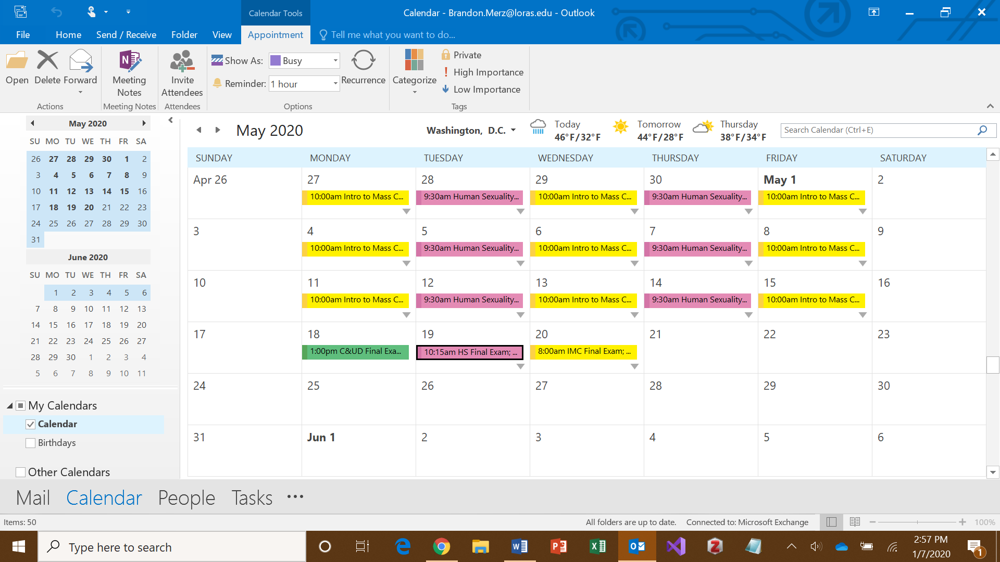 Calendar Tools
Calendar - Brandon.Merz@loras.edu - Outlook
File Home Send / Receive Folder View Appointment Tell me what you want to do...
Open Delete Forward
Meeting Notes
Invite Attendees
Show As: Busy
Reminder: 1 hour
Recurrence
Categorize
Private
High Importance
Low Importance
Actions Meeting Notes Attendees Options Tags
May 2020
SU MO TU WE TH FR SA
26 27 28 29 30 1 2
3 4 5 6 7 8 9
10 11 12 13 14 15 16
17 18 19 20 21 22 23
24 25 26 27 28 29 30
31
June 2020
SU MO TU WE TH FR SA
1 2 3 4 5 6
7 8 9 10 11 12 13
14 15 16 17 18 19 20
21 22 23 24 25 26 27
28 29 30 1 2 3 4
5 6 7 8 9 10 11
My Calendars
Calendar
Birthdays
Other Calendars
May 2020
Washington, D.C.
Today
46°F/32°F
Tomorrow
44°F/28°F
Thursday
38°F/34°F
Search Calendar (Ctrl+E)
SUNDAY MONDAY TUESDAY WEDNESDAY THURSDAY FRIDAY SATURDAY
Apr 26 27 28 29 30 May 1 2
10:00am Intro to Mass C... 9:30am Human Sexuality... 10:00am Intro to Mass C... 9:30am Human Sexuality... 10:00am Intro to Mass C...
3 4 5 6 7 8 9
10:00am Intro to Mass C... 9:30am Human Sexuality... 10:00am Intro to Mass C... 9:30am Human Sexuality... 10:00am Intro to Mass C...
10 11 12 13 14 15 16
10:00am Intro to Mass C... 9:30am Human Sexuality... 10:00am Intro to Mass C... 9:30am Human Sexuality... 10:00am Intro to Mass C...
17 18 19 20 21 22 23
1:00pm C&UD Final Exa... 10:15am HS Final Exam; ... 8:00am IMC Final Exam; ...
24 25 26 27 28 29 30
31 Jun 1 2 3 4 5 6
Mail Calendar People Tasks ...
Items: 50
All folders are up to date. Connected to: Microsoft Exchange
100%
Type here to search
2:57 PM
1/7/2020
1